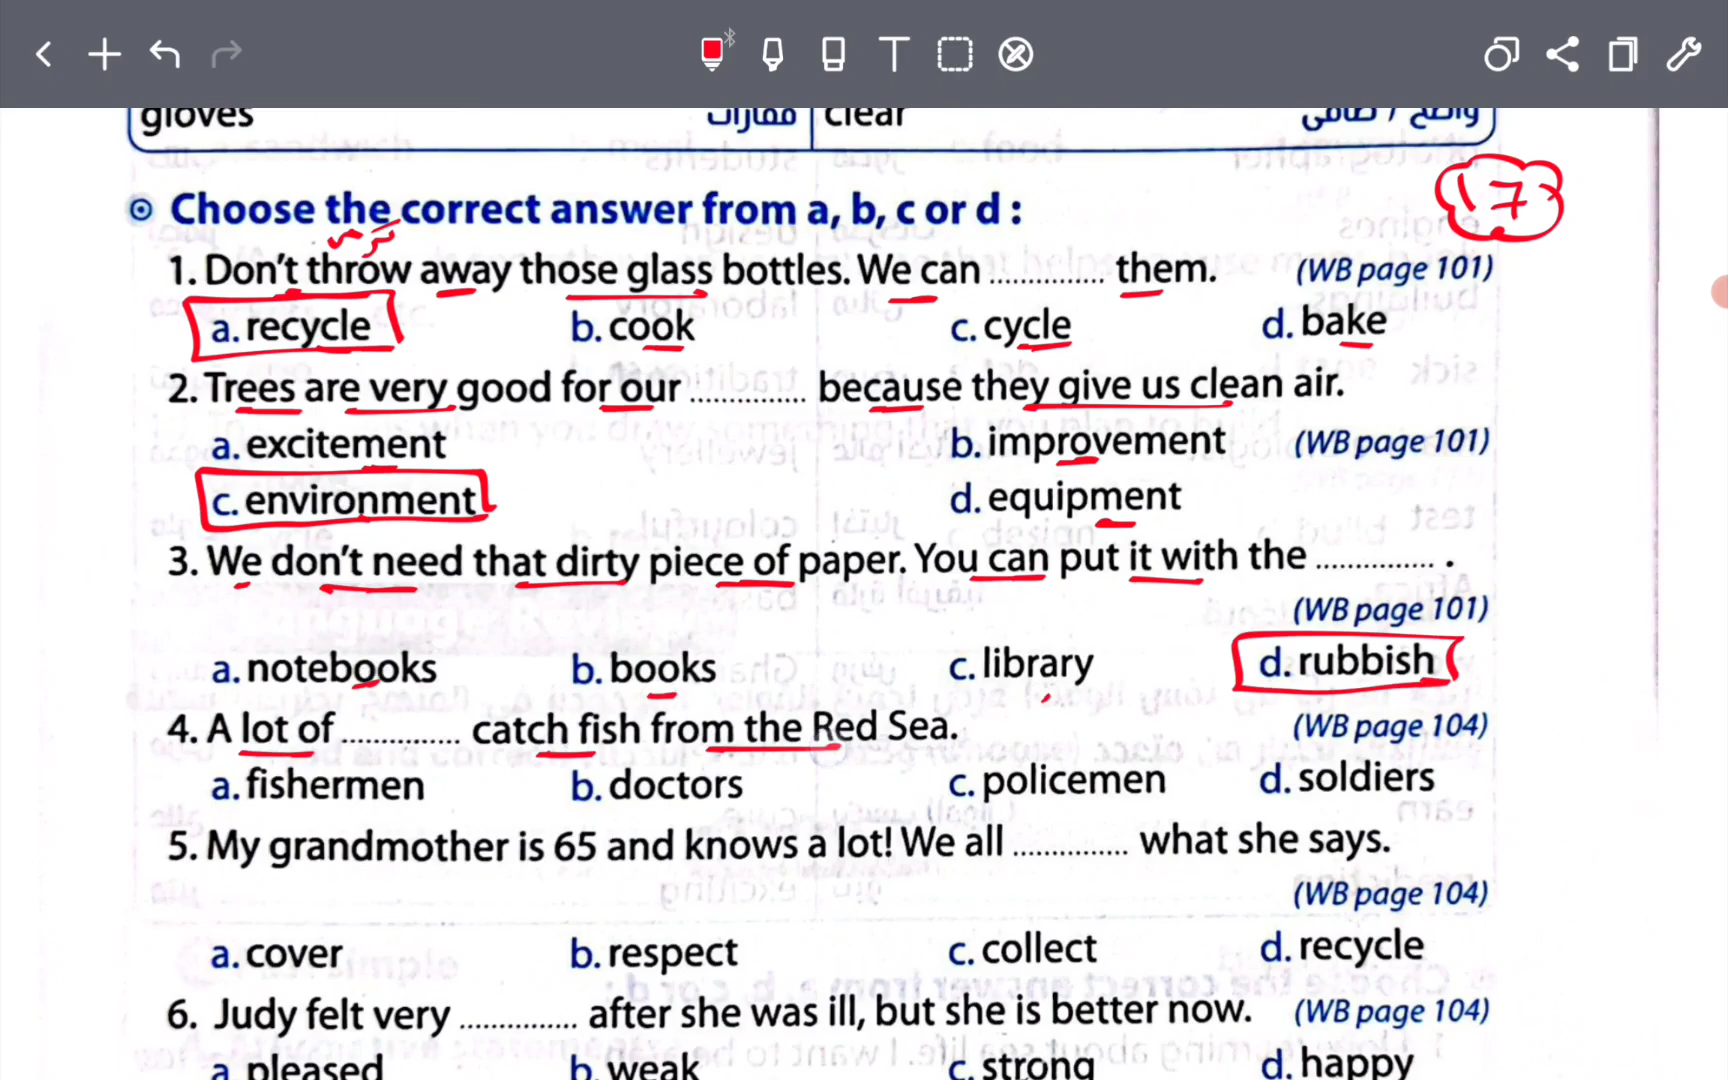 gloves قفازات clear واضح / صافى
17
Choose the correct answer from a, b, c or d :
1. Don't throw away those glass bottles. We can .............. them. (WB page 101)
a. recycle b. cook c. cycle d. bake
2. Trees are very good for our .............. because they give us clean air.
a. excitement b. improvement (WB page 101)
c. environment d. equipment
3. We don't need that dirty piece of paper. You can put it with the .............. .
(WB page 101)
a. notebooks b. books c. library d. rubbish
4. A lot of .............. catch fish from the Red Sea. (WB page 104)
a. fishermen b. doctors c. policemen d. soldiers
5. My grandmother is 65 and knows a lot! We all .............. what she says.
(WB page 104)
a. cover b. respect c. collect d. recycle
6. Judy felt very .............. after she was ill, but she is better now. (WB page 104)
a. pleased b. weak c. strong d. happy